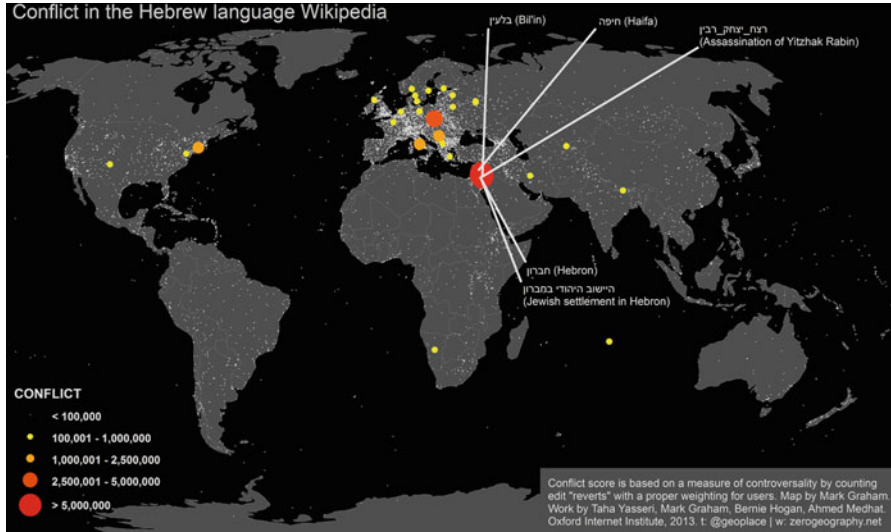 Conflict in the Hebrew language Wikipedia
בלעין (Bil'in)
חיפה (Haifa)
רצח_יצחק_רבין
(Assassination of Yitzhak Rabin)
חברון (Hebron)
היישוב היהודי במברון
(Jewish settlement in Hebron)
CONFLICT
< 100,000
100,001 - 1,000,000
1,000,001 - 2,500,000
2,500,001 - 5,000,000
> 5,000,000
Conflict score is based on a measure of controversality by counting
edit "reverts" with a proper weighting for users. Map by Mark Graham.
Work by Taha Yasseri, Mark Graham, Bernie Hogan, Ahmed Medhat.
Oxford Internet Institute, 2013. t: @geoplace | w: zerogeography.net